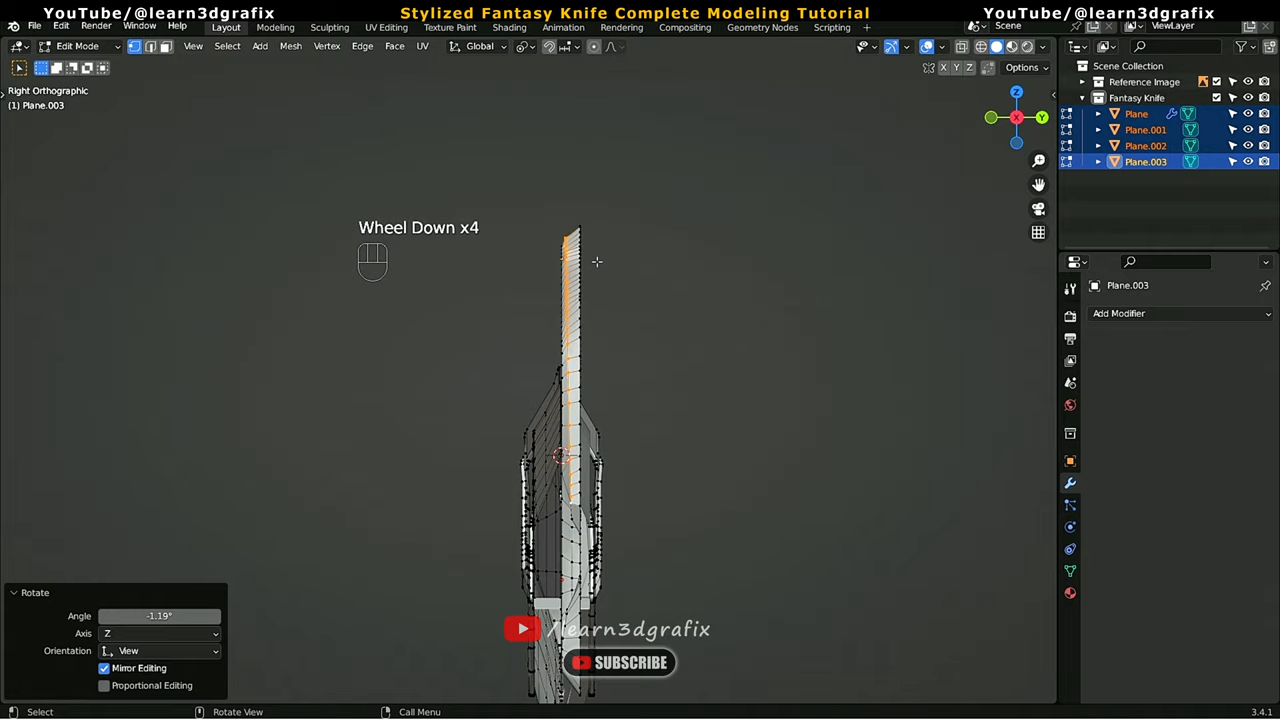 YouTube/@learn3dgrafix
Stylized Fantasy Knife Complete Modeling Tutorial
YouTube/@learn3dgrafix
File Edit Render Window Help Layout Modeling Sculpting UV Editing Texture Paint Shading Animation Rendering Compositing Geometry Nodes Scripting +
Scene
ViewLayer
Edit Mode View Select Add Mesh Vertex Edge Face UV
Global
X Y Z Options
Right Orthographic
(1) Plane.003
Z
X
Y
Wheel Down x4
Scene Collection
Reference Image
Fantasy Knife
Plane
Plane.001
Plane.002
Plane.003
Plane.003
Add Modifier
Rotate
Angle -1.19°
Axis Z
Orientation View
Mirror Editing
Proportional Editing
/learn3dgrafix
SUBSCRIBE
Select Rotate View Call Menu 3.4.1